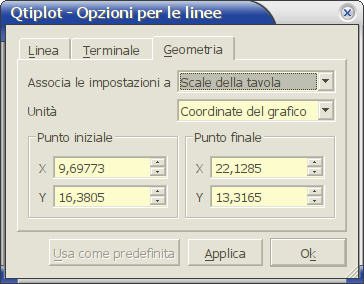 Qtiplot - Opzioni per le linee
Linea Terminale Geometria
Associa le impostazioni a Scale della tavola
Unità Coordinate del grafico
Punto iniziale Punto finale
X 9,69773 X 22,1285
Y 16,3805 Y 13,3165
Usa come predefinita Applica Ok